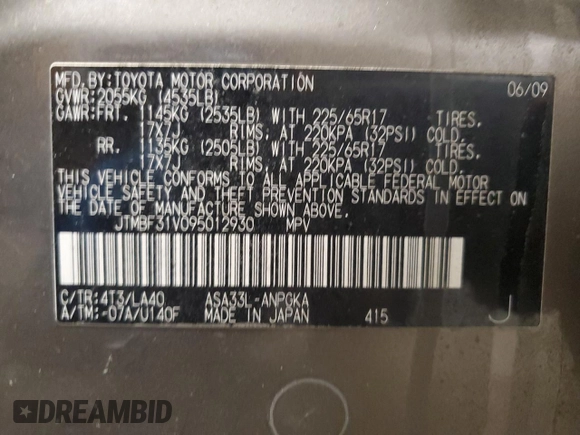 MFD.BY:TOYOTA MOTOR CORPORATION 06/09
GVWR:2055KG (4535LB)
GAWR:FRT. 1145KG (2535LB) WITH 225/65R17 TIRES,
17X7J RIMS, AT 220KPA (32PSI) COLD.
RR. 1135KG (2505LB) WITH 225/65R17 TIRES,
17X7J RIMS, AT 220KPA (32PSI) COLD.
THIS VEHICLE CONFORMS TO ALL APPLICABLE FEDERAL MOTOR
VEHICLE SAFETY AND THEFT PREVENTION STANDARDS IN EFFECT ON
THE DATE OF MANUFACTURE SHOWN ABOVE.
JTMBF31V095012930 MPV
C/TR:4T3/LA40 ASA33L-ANPGKA
A/TM:-07A/U140F MADE IN JAPAN 415 J
DREAMBID